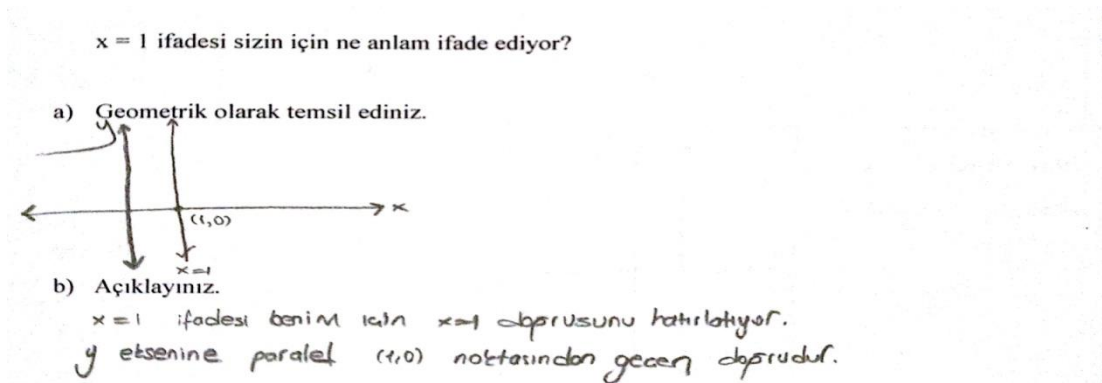 x = 1 ifadesi sizin için ne anlam ifade ediyor?
a) Geometrik olarak temsil ediniz.
y
x
(1,0)
x=1
b) Açıklayınız.
x=1 ifadesi benim için x=1 doğrusunu hatırlatıyor.
y eksenine paralel (1,0) noktasından geçen doğrudur.